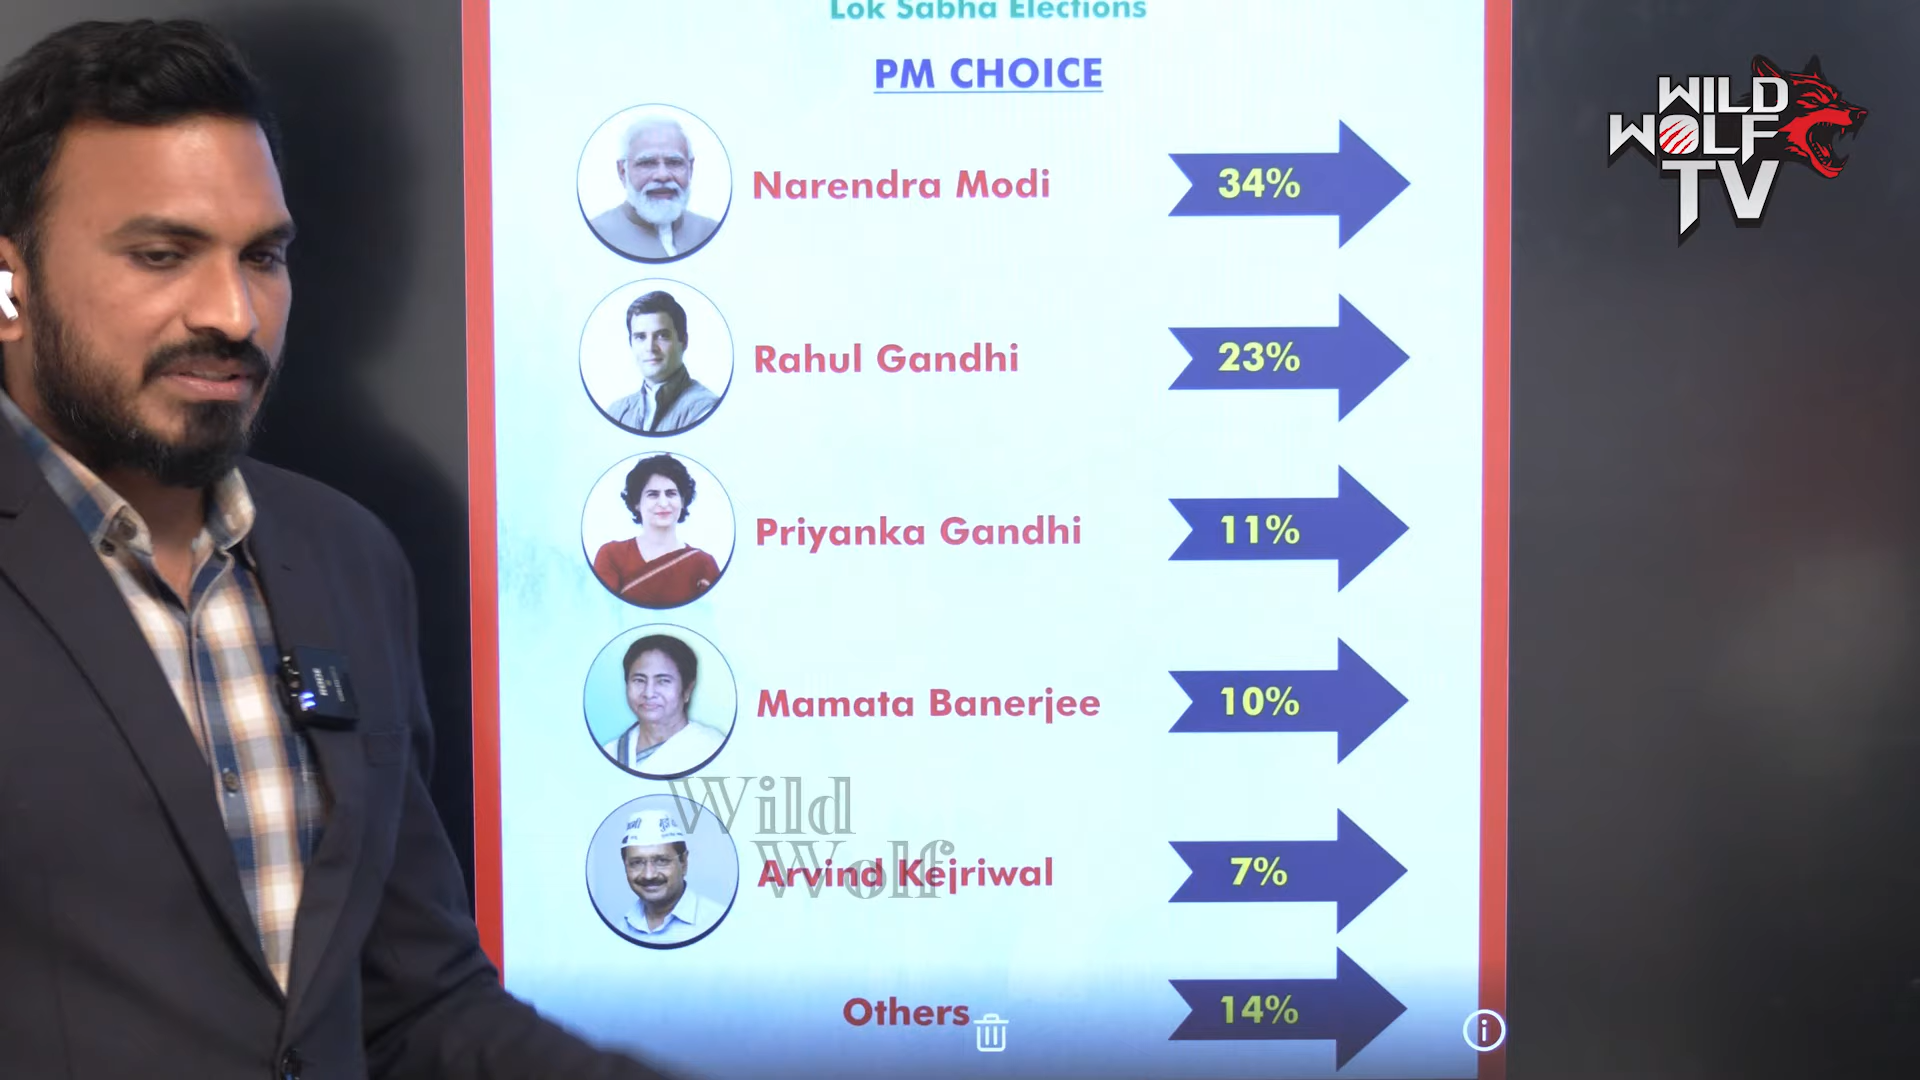 Lok Sabha Elections
PM CHOICE
WILD
WOLF
TV
Narendra Modi 34%
Rahul Gandhi 23%
Priyanka Gandhi 11%
Mamata Banerjee 10%
Wild
Wolf
Arvind Kejriwal 7%
Others 14%
RODE